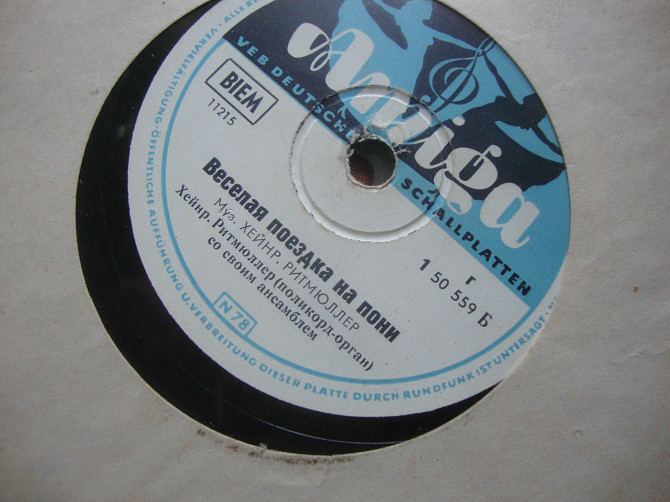 Amiga
VEB DEUTSCHE SCHALLPLATTEN
BIEM
11215
Г
1 50 559 Б
Веселая поездка на пони
Муз. ХЕЙНР. РИТМЮЛЛЕР
Хейнр. Ритмюллер (поликорд-орган)
со своим ансамблем
N 78
VERVIELFÄLTIGUNG · ÖFFENTLICHE AUFFÜHRUNG U. VERBREITUNG DIESER PLATTE DURCH RUNDFUNK IST UNTERSAGT ·